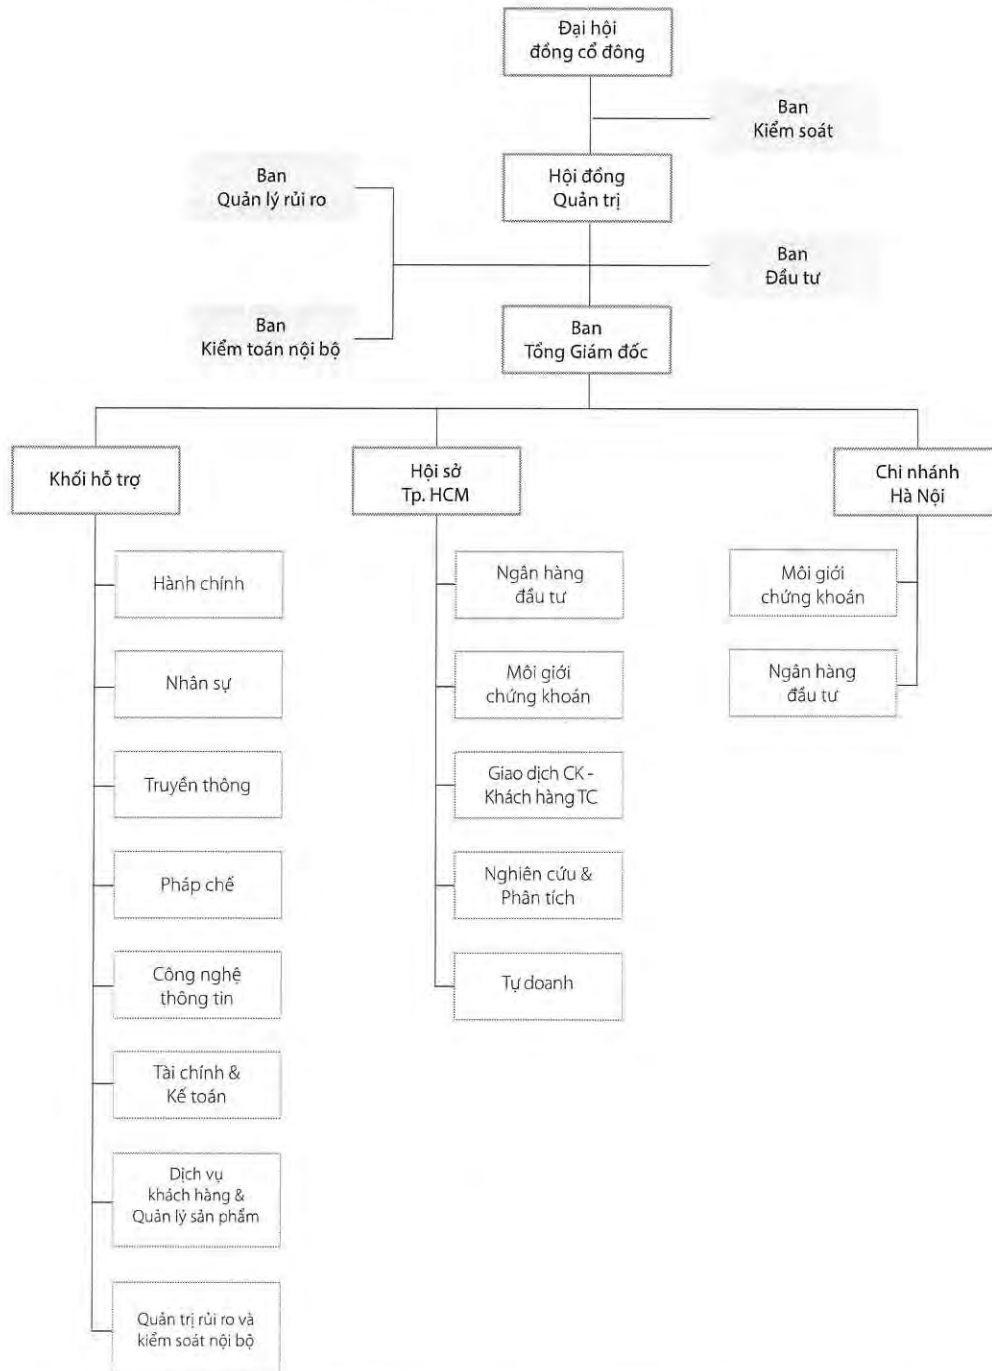 Đại hội
đồng cổ đông
Ban
Kiểm soát
Ban
Quản lý rủi ro
Hội đồng
Quản trị
Ban
Đầu tư
Ban
Kiểm toán nội bộ
Ban
Tổng Giám đốc
Khối hỗ trợ
Hội sở
Tp. HCM
Chi nhánh
Hà Nội
Hành chính
Nhân sự
Truyền thông
Pháp chế
Công nghệ
thông tin
Tài chính &
Kế toán
Dịch vụ
khách hàng &
Quản lý sản phẩm
Quản trị rủi ro và
kiểm soát nội bộ
Ngân hàng
đầu tư
Môi giới
chứng khoán
Giao dịch CK -
Khách hàng TC
Nghiên cứu &
Phân tích
Tự doanh
Môi giới
chứng khoán
Ngân hàng
đầu tư